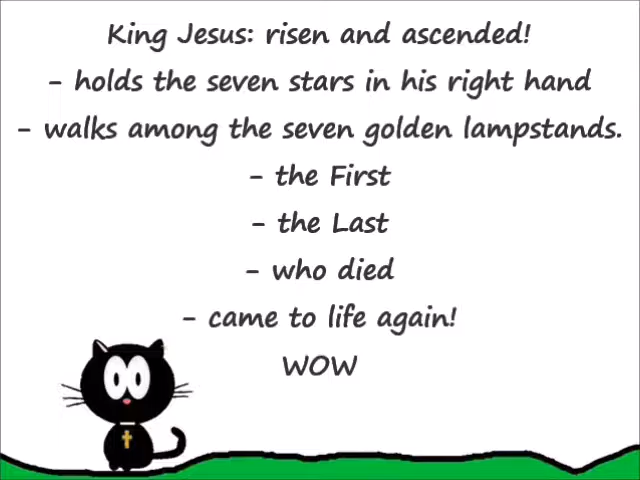 King Jesus: risen and ascended!
- holds the seven stars in his right hand
- walks among the seven golden lampstands.
- the First
- the Last
- who died
- came to life again!
WOW